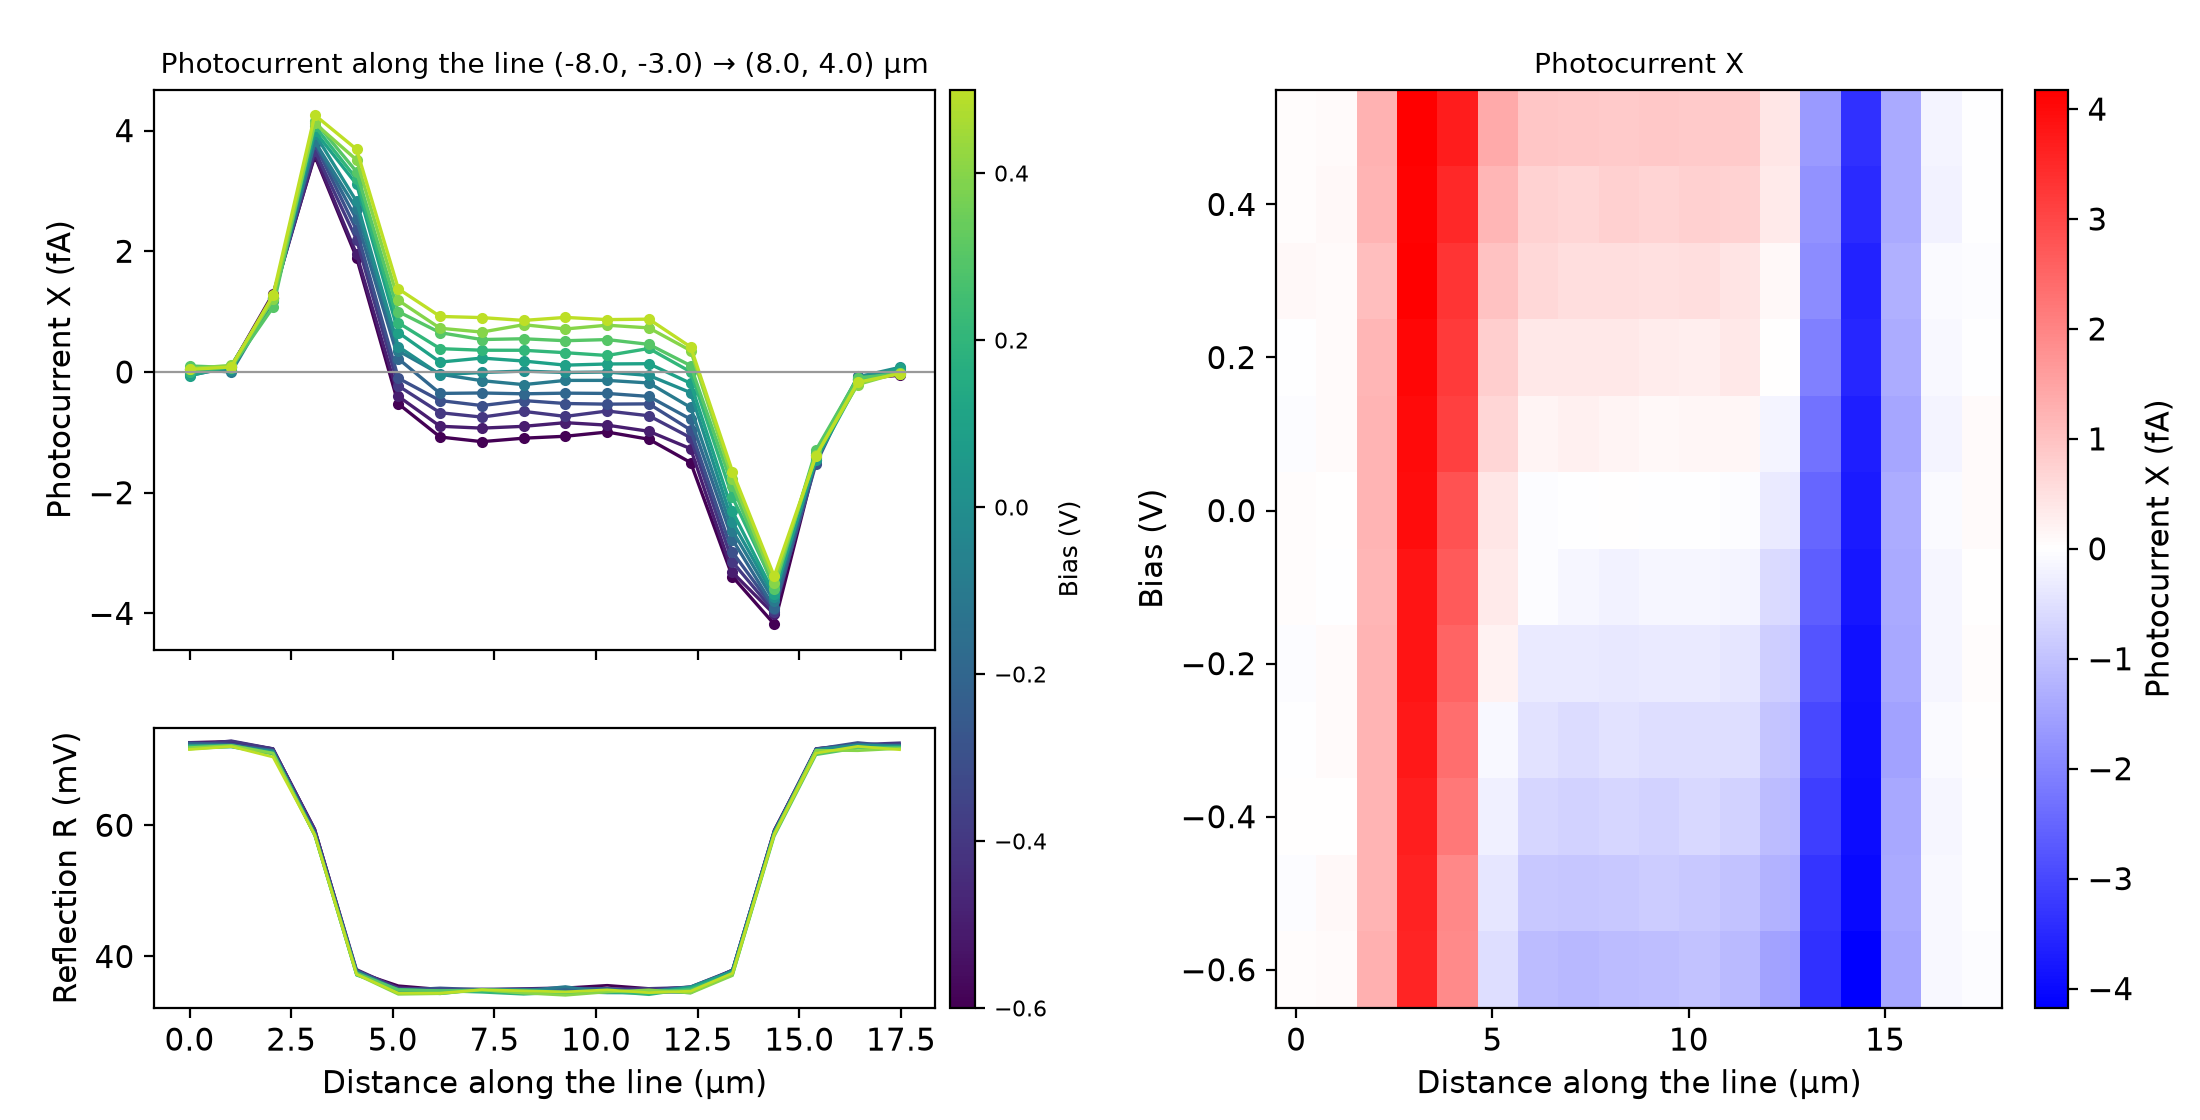 Photocurrent along the line (-8.0, -3.0) → (8.0, 4.0) μm
Photocurrent X (fA)
4
2
0
−2
−4
0.4
0.2
0.0
−0.2
−0.4
−0.6
Bias (V)
Reflection R (mV)
60
40
0.0 2.5 5.0 7.5 10.0 12.5 15.0 17.5
Distance along the line (μm)
Photocurrent X
Bias (V)
0.4
0.2
0.0
−0.2
−0.4
−0.6
0 5 10 15
Distance along the line (μm)
4
3
2
1
0
−1
−2
−3
−4
Photocurrent X (fA)